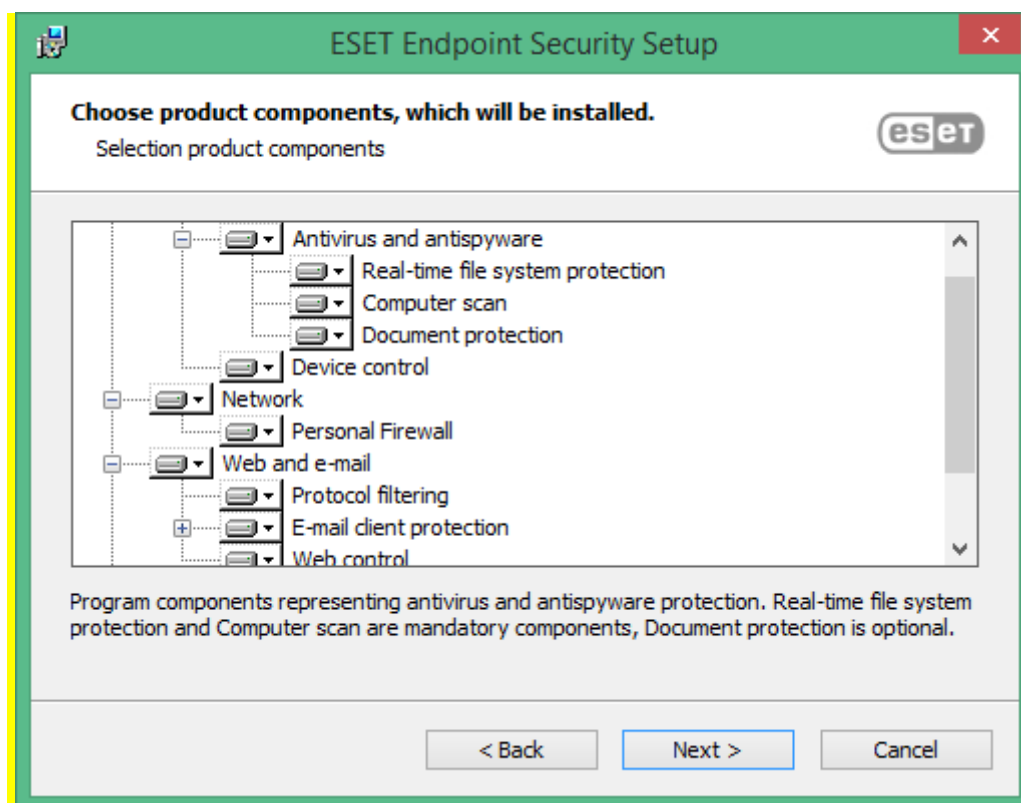 ESET Endpoint Security Setup
Choose product components, which will be installed.
Selection product components
eseT
Antivirus and antispyware
Real-time file system protection
Computer scan
Document protection
Device control
Network
Personal Firewall
Web and e-mail
Protocol filtering
E-mail client protection
Web control
Program components representing antivirus and antispyware protection. Real-time file system
protection and Computer scan are mandatory components, Document protection is optional.
< Back
Next >
Cancel